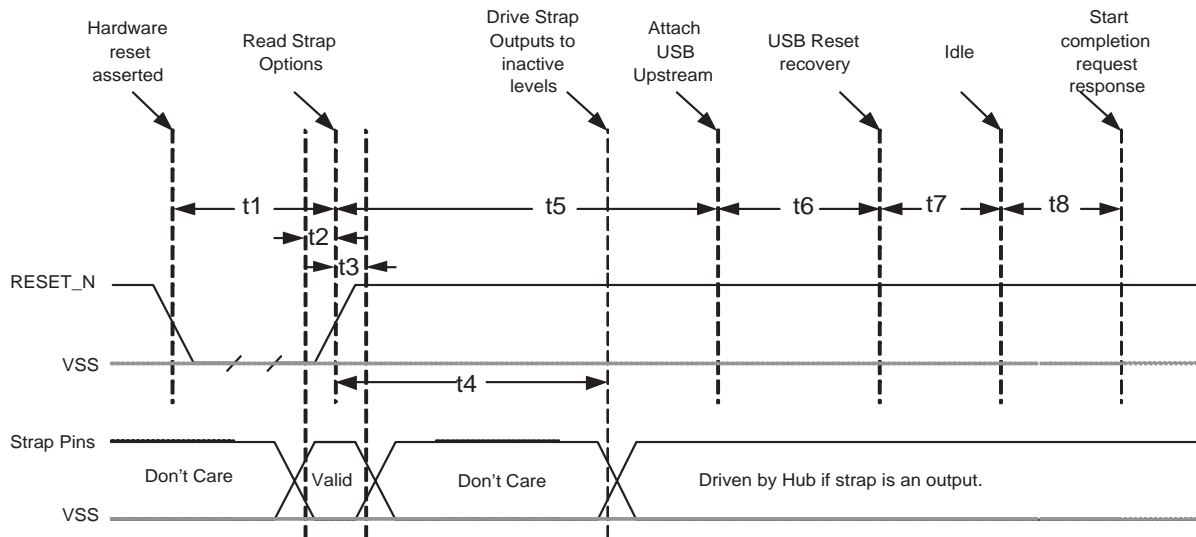 Hardware
reset
asserted
Read Strap
Options
Drive Strap
Outputs to
inactive
levels
Attach
USB
Upstream
USB Reset
recovery
Idle
Start
completion
request
response
t1
t5
t6
t7
t8
t2
t3
RESET_N
VSS
t4
Strap Pins
Don't Care
Valid
Don't Care
Driven by Hub if strap is an output.
VSS